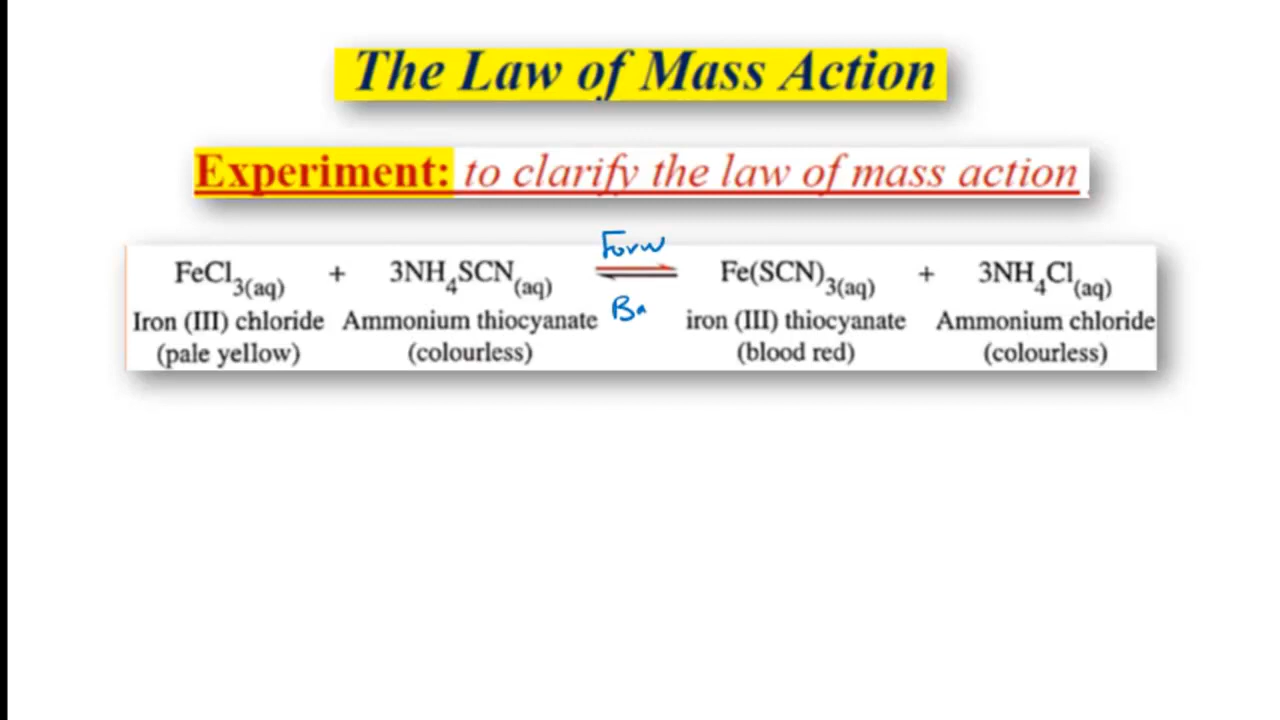 The Law of Mass Action
Experiment: to clarify the law of mass action
Forw
FeCl3(aq) + 3NH4SCN(aq) ⇌ Fe(SCN)3(aq) + 3NH4Cl(aq)
Ba
Iron (III) chloride Ammonium thiocyanate iron (III) thiocyanate Ammonium chloride
(pale yellow) (colourless) (blood red) (colourless)